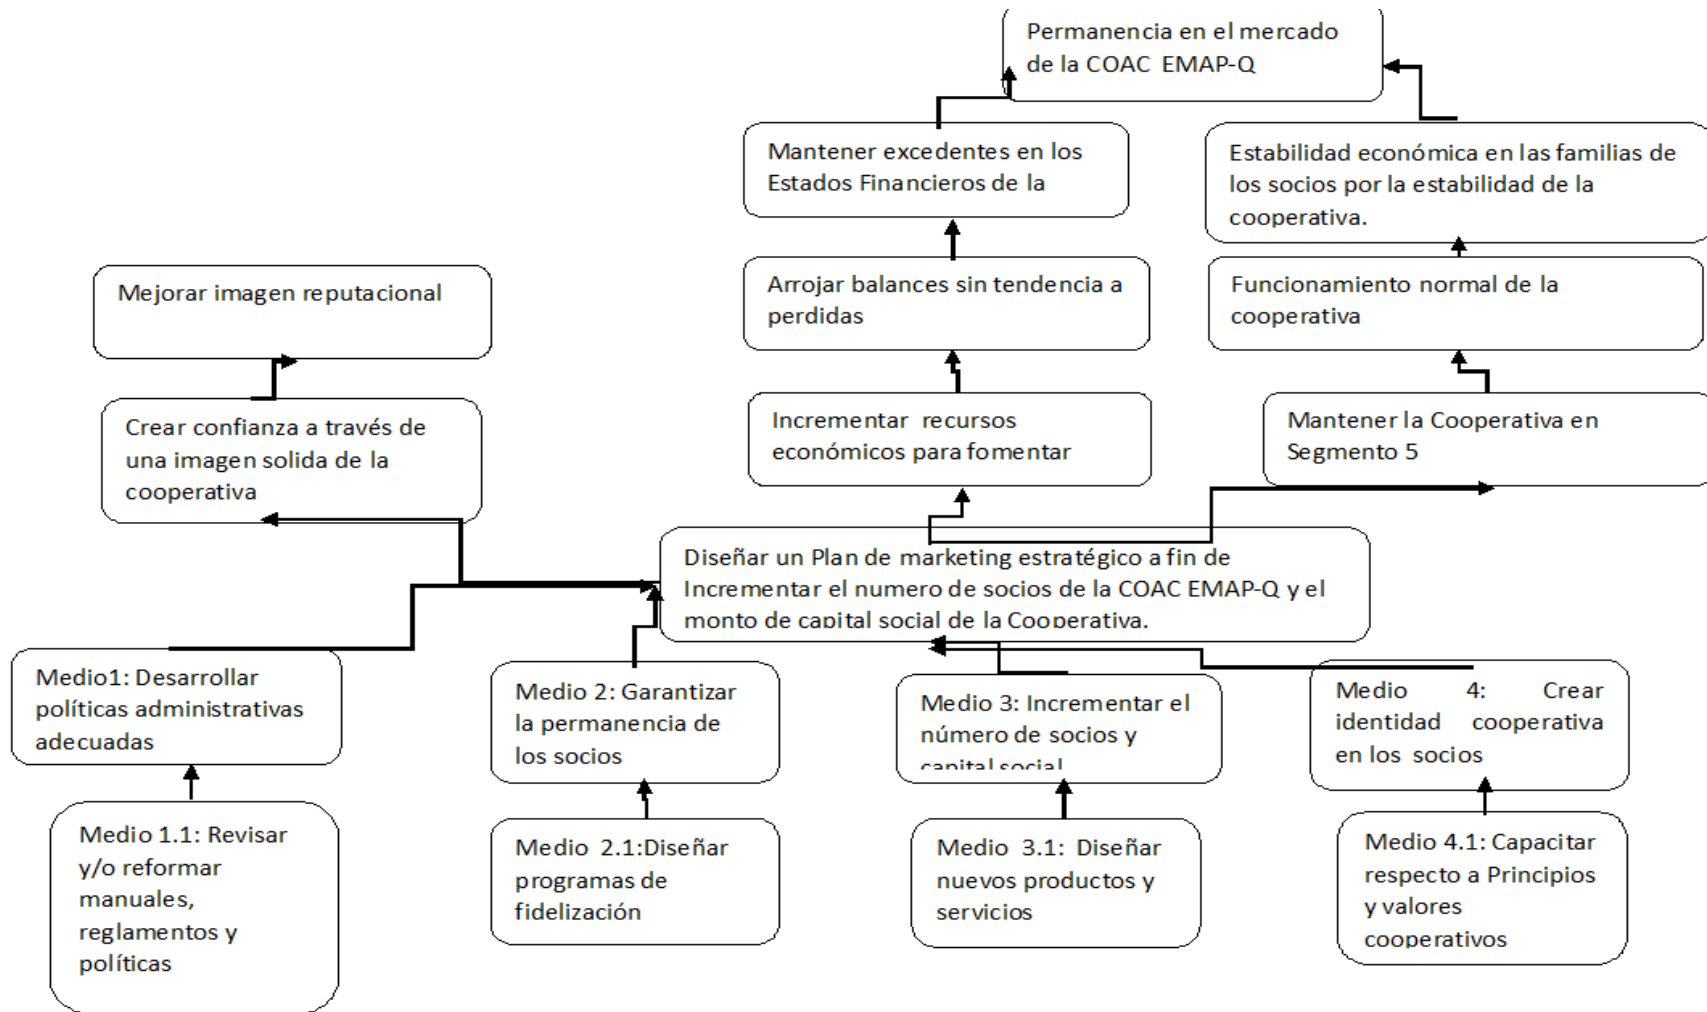 Permanencia en el mercado
de la COAC EMAP-Q
Mantener excedentes en los
Estados Financieros de la
Estabilidad económica en las familias de
los socios por la estabilidad de la
cooperativa.
Mejorar imagen reputacional
Arrojar balances sin tendencia a
perdidas
Funcionamiento normal de la
cooperativa
Crear confianza a través de
una imagen solida de la
cooperativa
Incrementar recursos
económicos para fomentar
Mantener la Cooperativa en
Segmento 5
Diseñar un Plan de marketing estratégico a fin de
Incrementar el numero de socios de la COAC EMAP-Q y el
monto de capital social de la Cooperativa.
Medio1: Desarrollar
políticas administrativas
adecuadas
Medio 2: Garantizar
la permanencia de
los socios
Medio 3: Incrementar el
número de socios y
capital social
Medio 4: Crear
identidad cooperativa
en los socios
Medio 1.1: Revisar
y/o reformar
manuales,
reglamentos y
políticas
Medio 2.1:Diseñar
programas de
fidelización
Medio 3.1: Diseñar
nuevos productos y
servicios
Medio 4.1: Capacitar
respecto a Principios
y valores
cooperativos